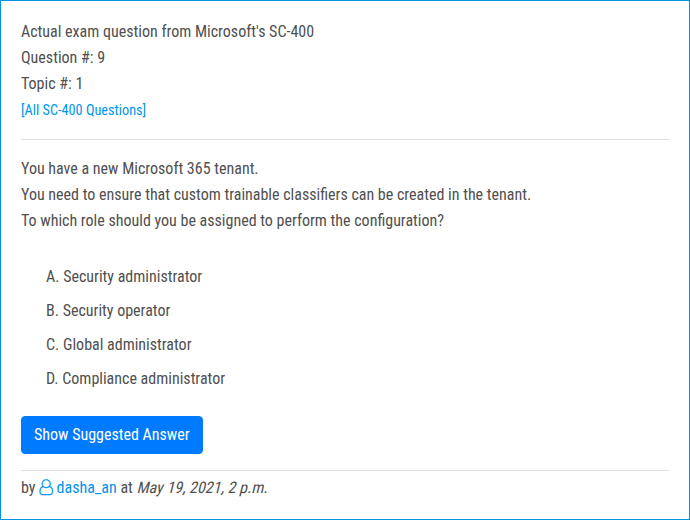 Actual exam question from Microsoft's SC-400
Question #: 9
Topic #: 1
[All SC-400 Questions]
You have a new Microsoft 365 tenant.
You need to ensure that custom trainable classifiers can be created in the tenant.
To which role should you be assigned to perform the configuration?
A. Security administrator
B. Security operator
C. Global administrator
D. Compliance administrator
Show Suggested Answer
by dasha_an at May 19, 2021, 2 p.m.